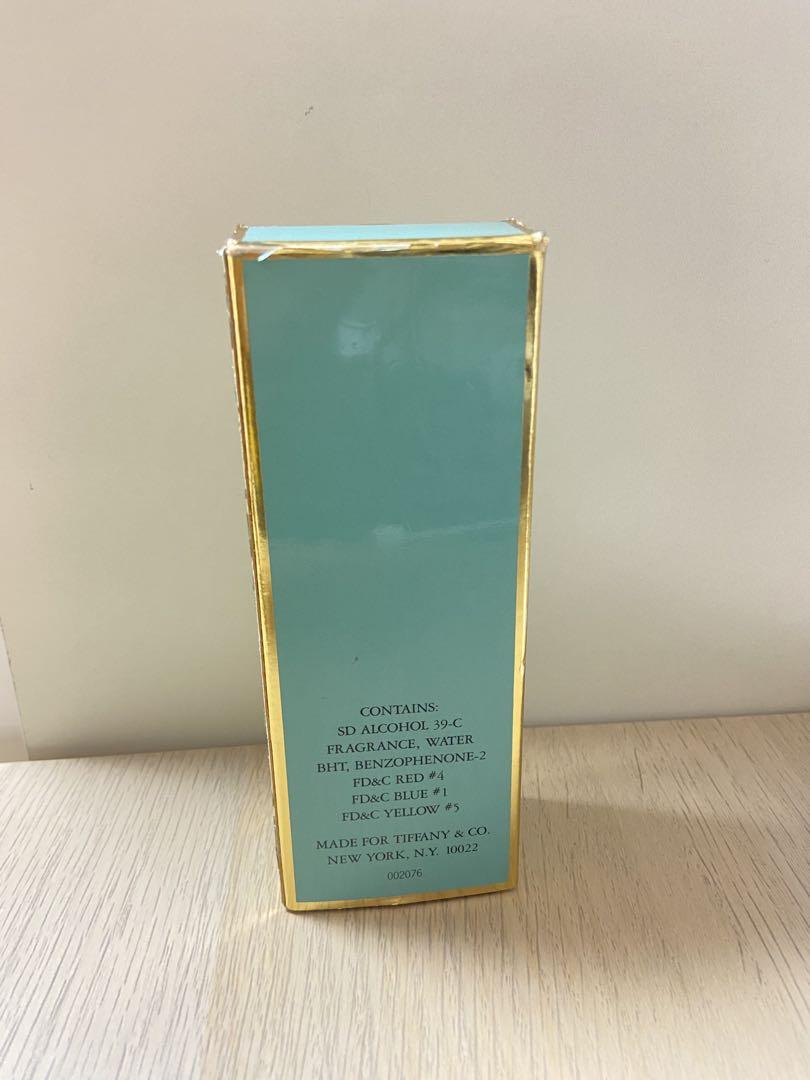 CONTAINS:
SD ALCOHOL 39-C
FRAGRANCE, WATER
BHT, BENZOPHENONE-2
FD&C RED #4
FD&C BLUE #1
FD&C YELLOW #5
MADE FOR TIFFANY & CO.
NEW YORK, N.Y. 10022
002076